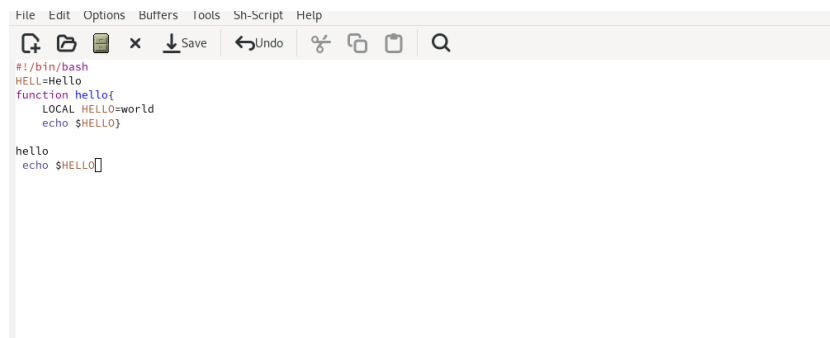 File Edit Options Buffers Tools Sh-Script Help
Save Undo
#!/bin/bash
HELL=Hello
function hello{
    LOCAL HELLO=world
    echo $HELLO}

hello
 echo $HELLO